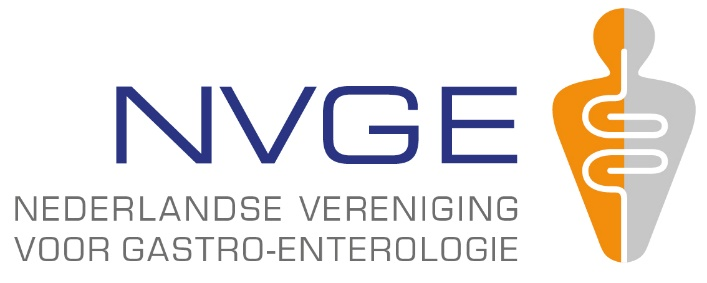 NVGE
NEDERLANDSE VERENIGING
VOOR GASTRO-ENTEROLOGIE